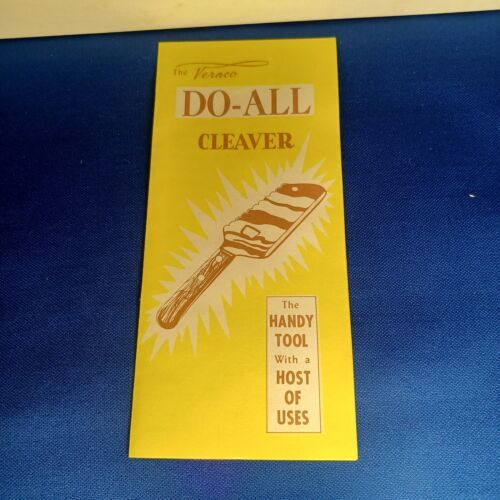 The Vernco
DO-ALL
CLEAVER
The
HANDY
TOOL
With a
HOST
OF
USES